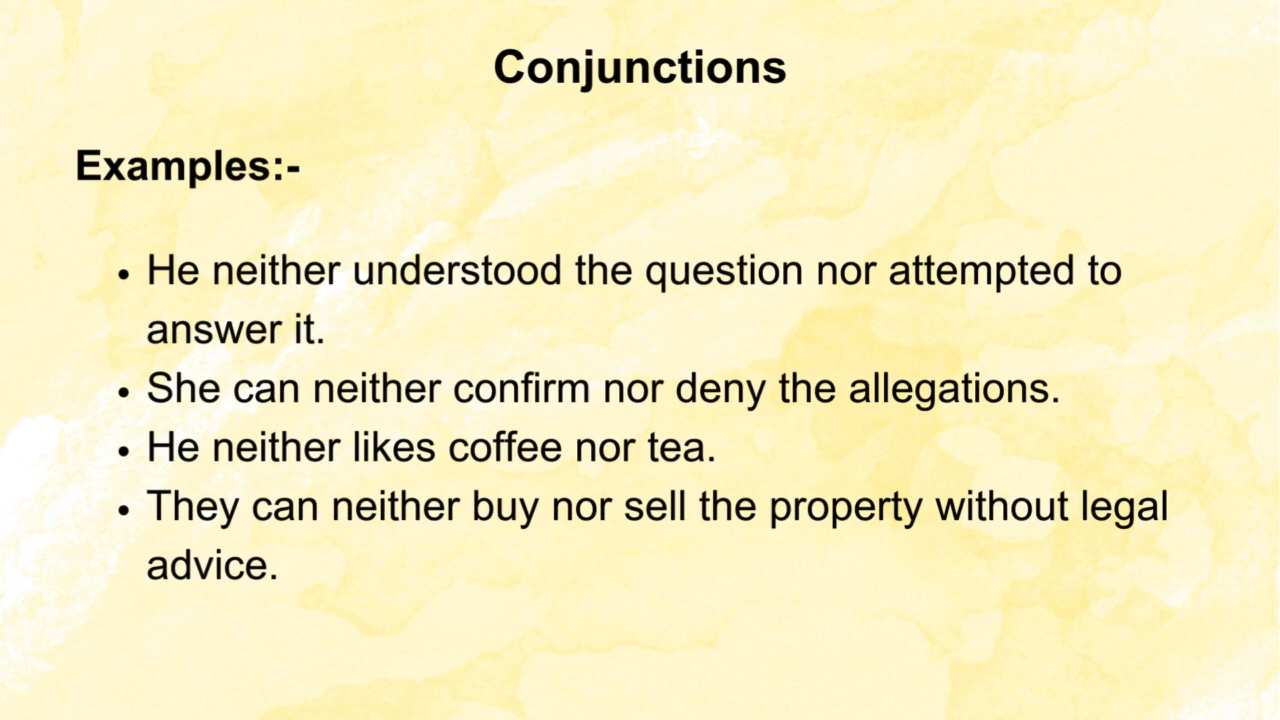 Conjunctions
Examples:-
• He neither understood the question nor attempted to
answer it.
• She can neither confirm nor deny the allegations.
• He neither likes coffee nor tea.
• They can neither buy nor sell the property without legal
advice.